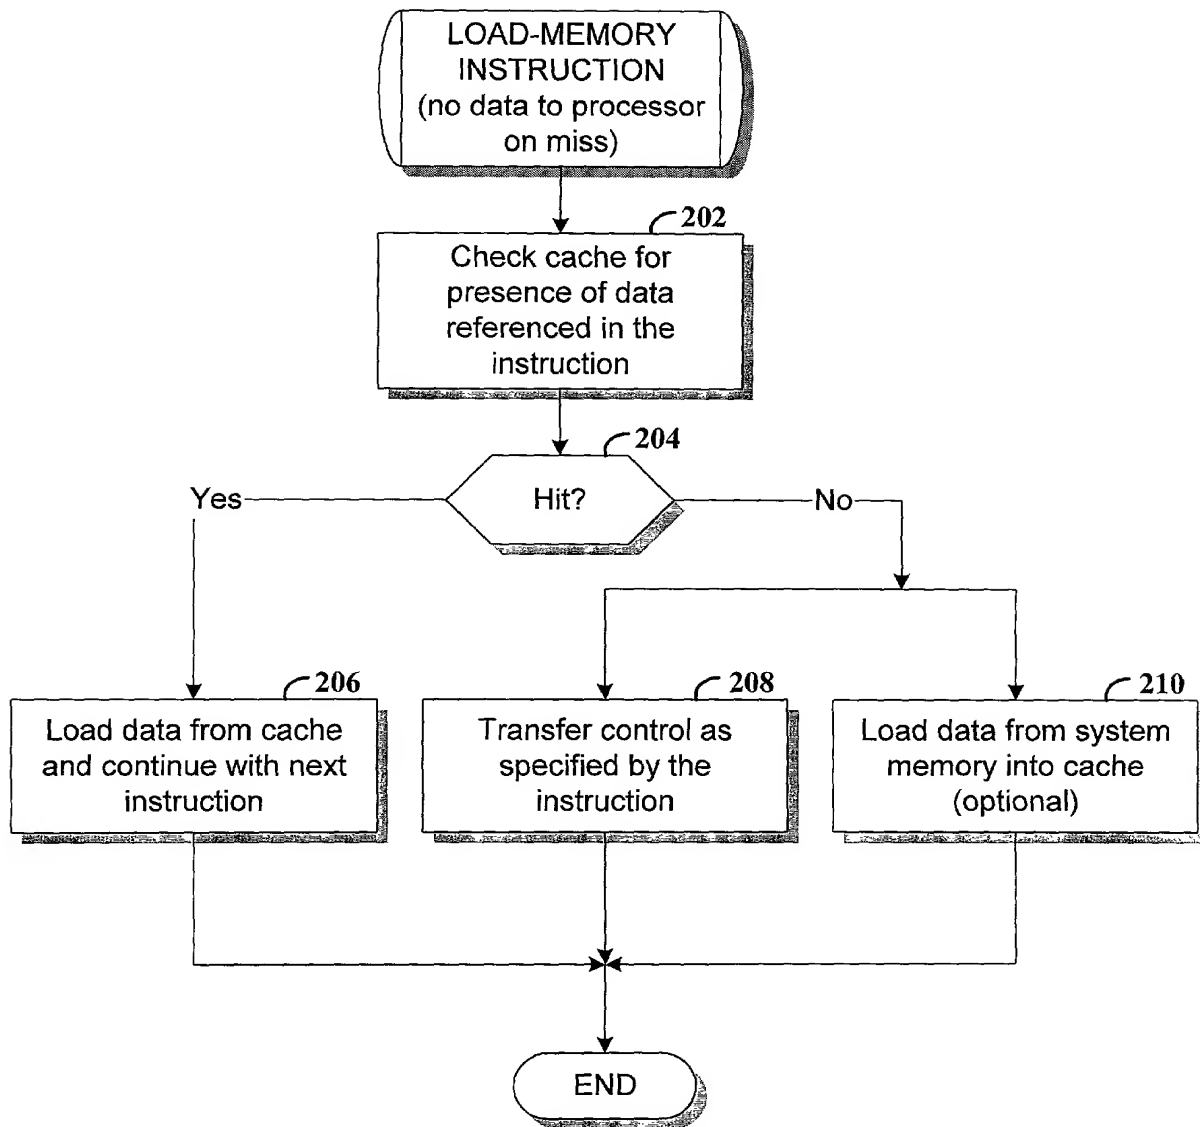 LOAD-MEMORY
INSTRUCTION
(no data to processor
on miss)
202
Check cache for
presence of data
referenced in the
instruction
204
Yes
Hit?
No
206
Load data from cache
and continue with next
instruction
208
Transfer control as
specified by the
instruction
210
Load data from system
memory into cache
(optional)
END